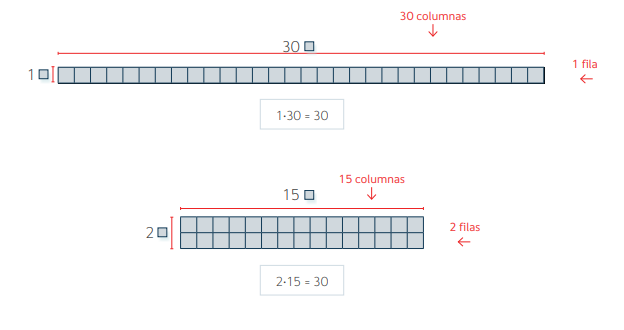 30 columnas
30
1
1 fila
1·30 = 30
15 columnas
15
2
2 filas
2·15 = 30